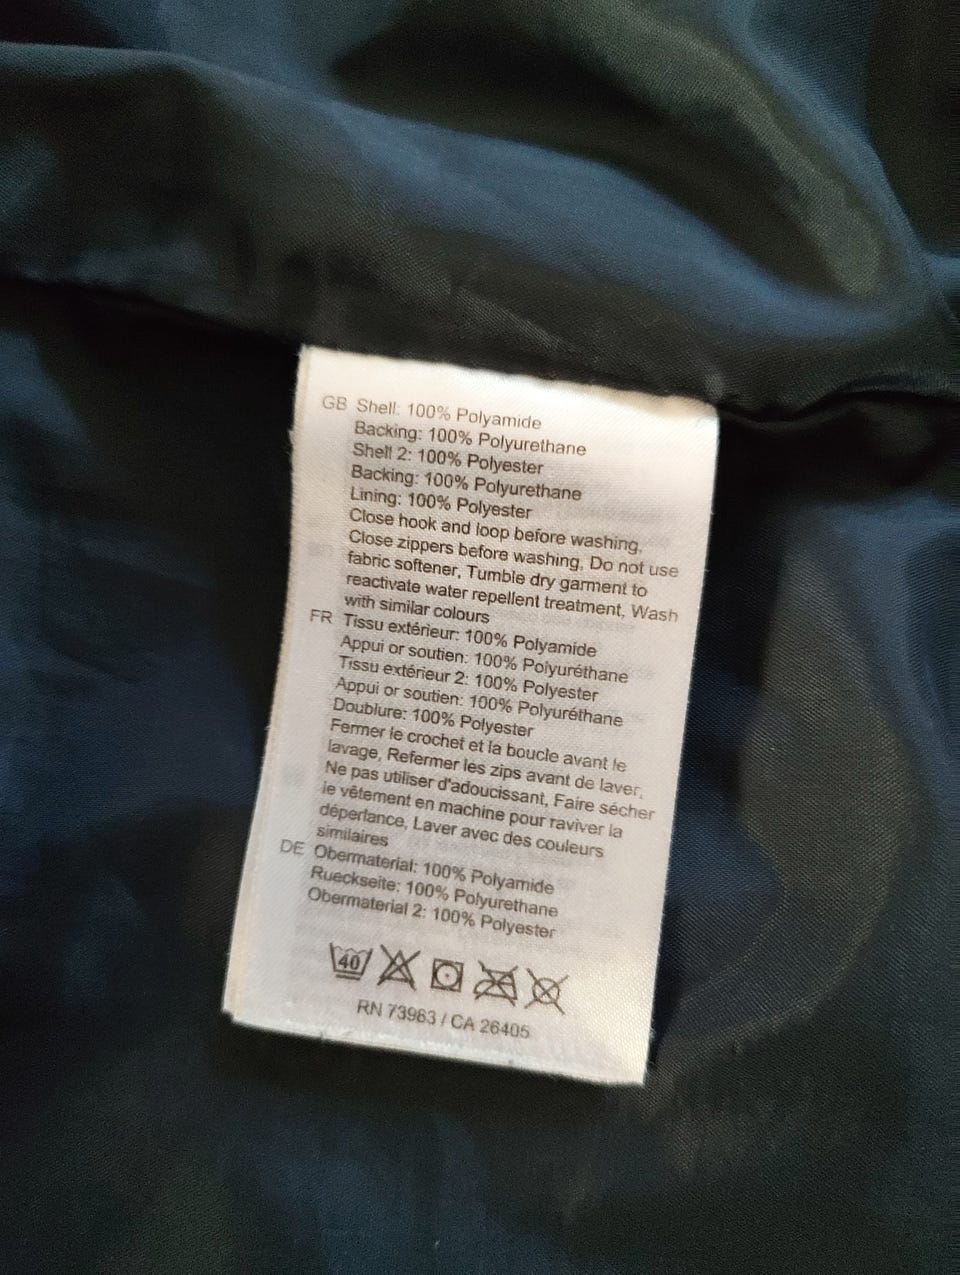 GB Shell: 100% Polyamide
Backing: 100% Polyurethane
Shell 2: 100% Polyester
Backing: 100% Polyurethane
Lining: 100% Polyester
Close hook and loop before washing,
Close zippers before washing, Do not use
fabric softener, Tumble dry garment to
reactivate water repellent treatment, Wash
with similar colours
FR Tissu extérieur: 100% Polyamide
Appui or soutien: 100% Polyuréthane
Tissu extérieur 2: 100% Polyester
Appui or soutien: 100% Polyuréthane
Doublure: 100% Polyester
Fermer le crochet et la boucle avant le
lavage, Refermer les zips avant de laver,
Ne pas utiliser d'adoucissant, Faire sécher
le vêtement en machine pour raviver la
déperlance, Laver avec des couleurs
similaires
DE Obermaterial: 100% Polyamide
Rueckseite: 100% Polyurethane
Obermaterial 2: 100% Polyester
40
RN 73963 / CA 26405